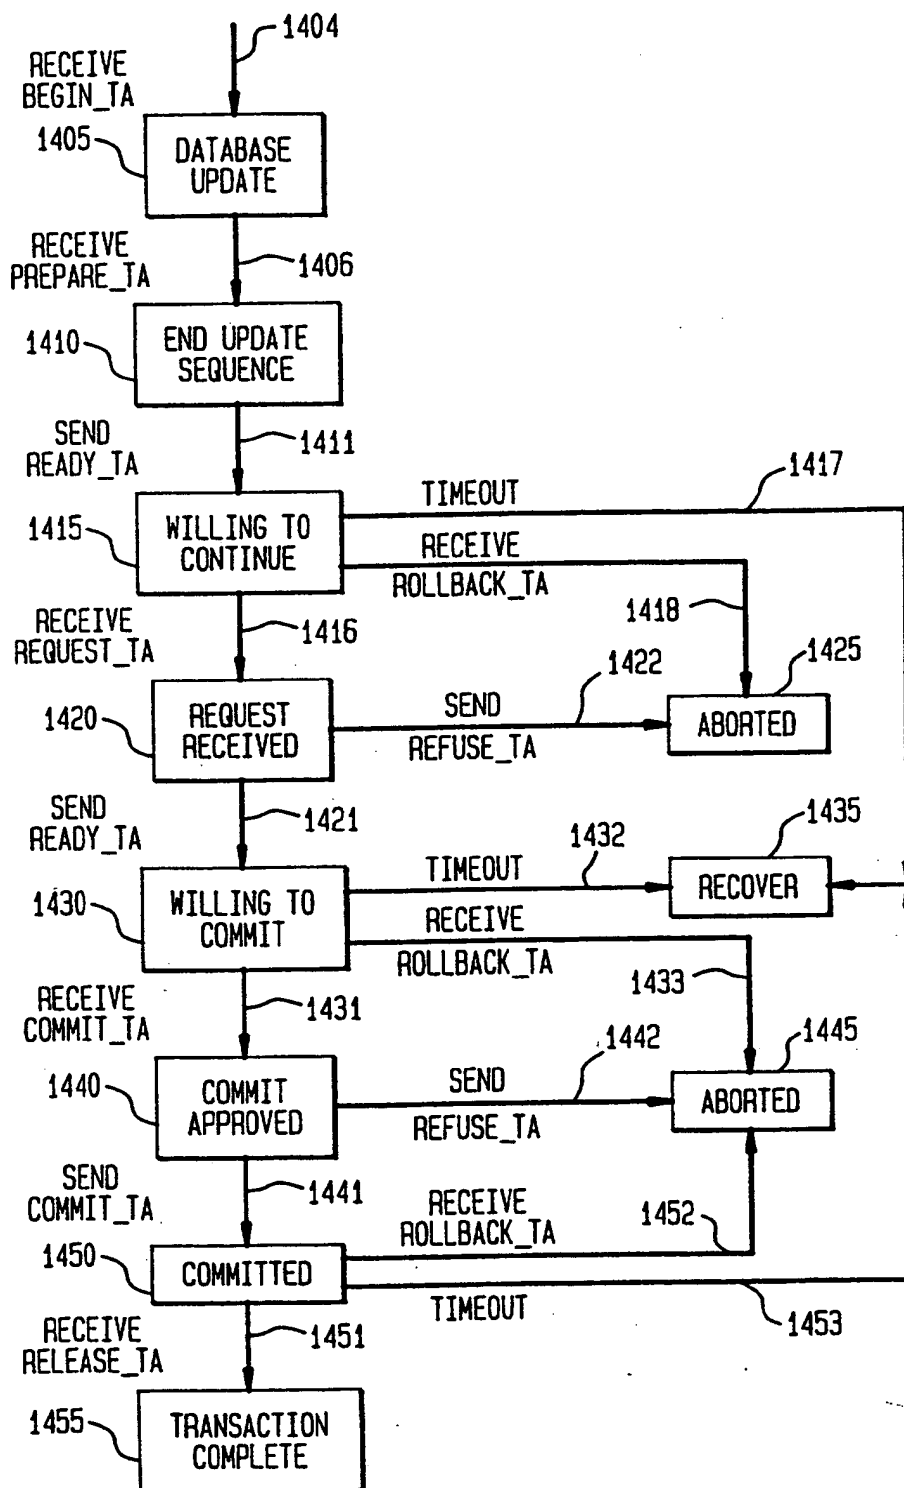 1404
RECEIVE
BEGIN_TA
1405
DATABASE
UPDATE
RECEIVE
PREPARE_TA
1406
1410
END UPDATE
SEQUENCE
SEND
READY_TA
1411
TIMEOUT
1417
1415
WILLING TO
CONTINUE
RECEIVE
ROLLBACK_TA
1418
RECEIVE
REQUEST_TA
1416
1422
1425
1420
REQUEST
RECEIVED
SEND
REFUSE_TA
ABORTED
SEND
READY_TA
1421
1432
1435
TIMEOUT
RECOVER
1430
WILLING TO
COMMIT
RECEIVE
ROLLBACK_TA
1433
RECEIVE
COMMIT_TA
1431
1442
1445
1440
COMMIT
APPROVED
SEND
REFUSE_TA
ABORTED
SEND
COMMIT_TA
1441
RECEIVE
ROLLBACK_TA
1452
1450
COMMITTED
TIMEOUT
1453
RECEIVE
RELEASE_TA
1451
1455
TRANSACTION
COMPLETE